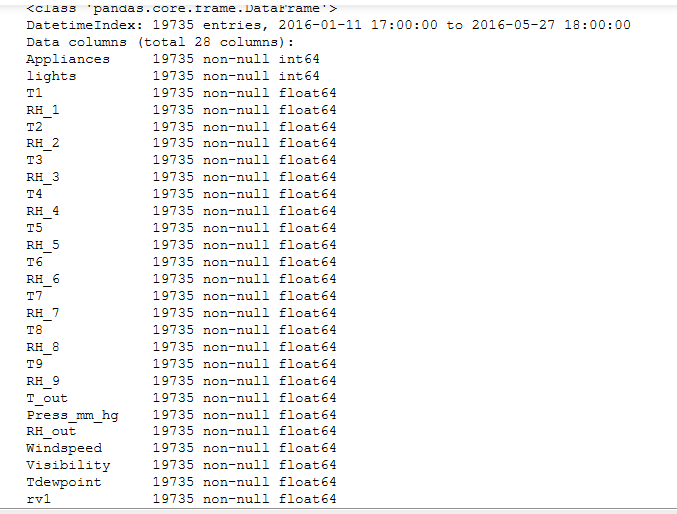 <class 'pandas.core.frame.DataFrame'>
DatetimeIndex: 19735 entries, 2016-01-11 17:00:00 to 2016-05-27 18:00:00
Data columns (total 28 columns):
Appliances     19735 non-null int64
lights         19735 non-null int64
T1             19735 non-null float64
RH_1           19735 non-null float64
T2             19735 non-null float64
RH_2           19735 non-null float64
T3             19735 non-null float64
RH_3           19735 non-null float64
T4             19735 non-null float64
RH_4           19735 non-null float64
T5             19735 non-null float64
RH_5           19735 non-null float64
T6             19735 non-null float64
RH_6           19735 non-null float64
T7             19735 non-null float64
RH_7           19735 non-null float64
T8             19735 non-null float64
RH_8           19735 non-null float64
T9             19735 non-null float64
RH_9           19735 non-null float64
T_out          19735 non-null float64
Press_mm_hg    19735 non-null float64
RH_out         19735 non-null float64
Windspeed      19735 non-null float64
Visibility     19735 non-null float64
Tdewpoint      19735 non-null float64
rv1            19735 non-null float64